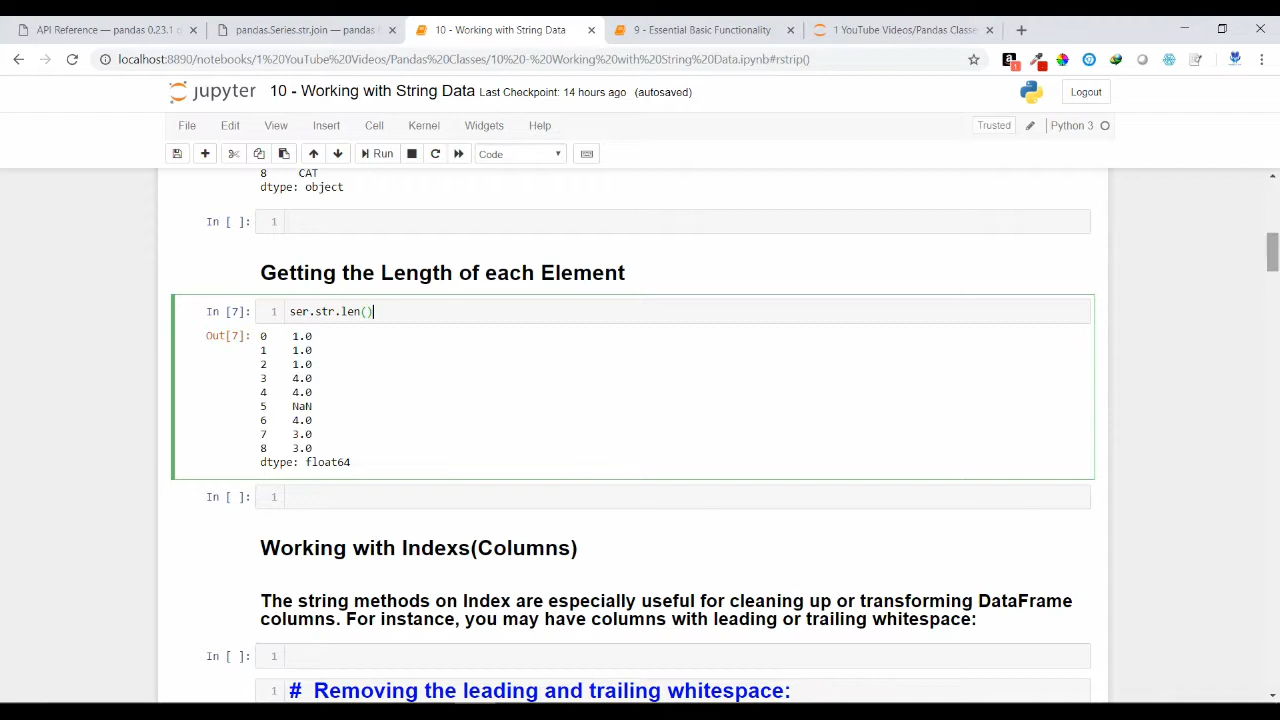 API Reference — pandas 0.23.1 d
pandas.Series.str.join — pandas
10 - Working with String Data
9 - Essential Basic Functionality
1 YouTube Videos/Pandas Classe
localhost:8890/notebooks/1%20YouTube%20Videos/Pandas%20Classe/10%20-%20Working%20with%20String%20Data.ipynb#rstrip()
jupyter 10 - Working with String Data Last Checkpoint: 14 hours ago (autosaved)
Logout
File Edit View Insert Cell Kernel Widgets Help
Trusted Python 3
Run Code
8 CAT
dtype: object
In [ ]: 1
Getting the Length of each Element
In [7]: 1 ser.str.len()
Out[7]: 0 1.0
1 1.0
2 1.0
3 4.0
4 4.0
5 NaN
6 4.0
7 3.0
8 3.0
dtype: float64
In [ ]: 1
Working with Indexs(Columns)
The string methods on Index are especially useful for cleaning up or transforming DataFrame
columns. For instance, you may have columns with leading or trailing whitespace:
In [ ]: 1
1 # Removing the leading and trailing whitespace: